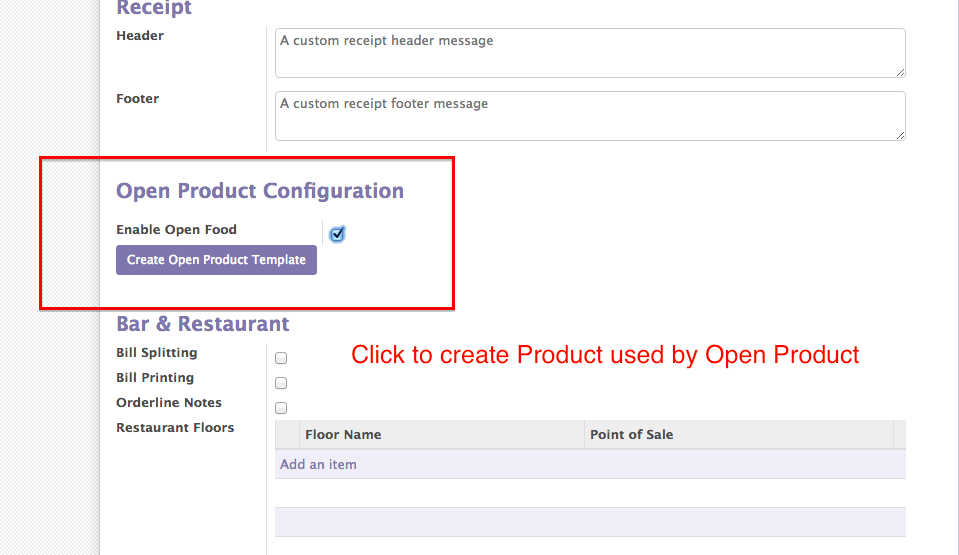 Receipt
Header
A custom receipt header message
Footer
A custom receipt footer message
Open Product Configuration
Enable Open Food
Create Open Product Template
Bar & Restaurant
Bill Splitting
Click to create Product used by Open Product
Bill Printing
Orderline Notes
Restaurant Floors
Floor Name Point of Sale
Add an item